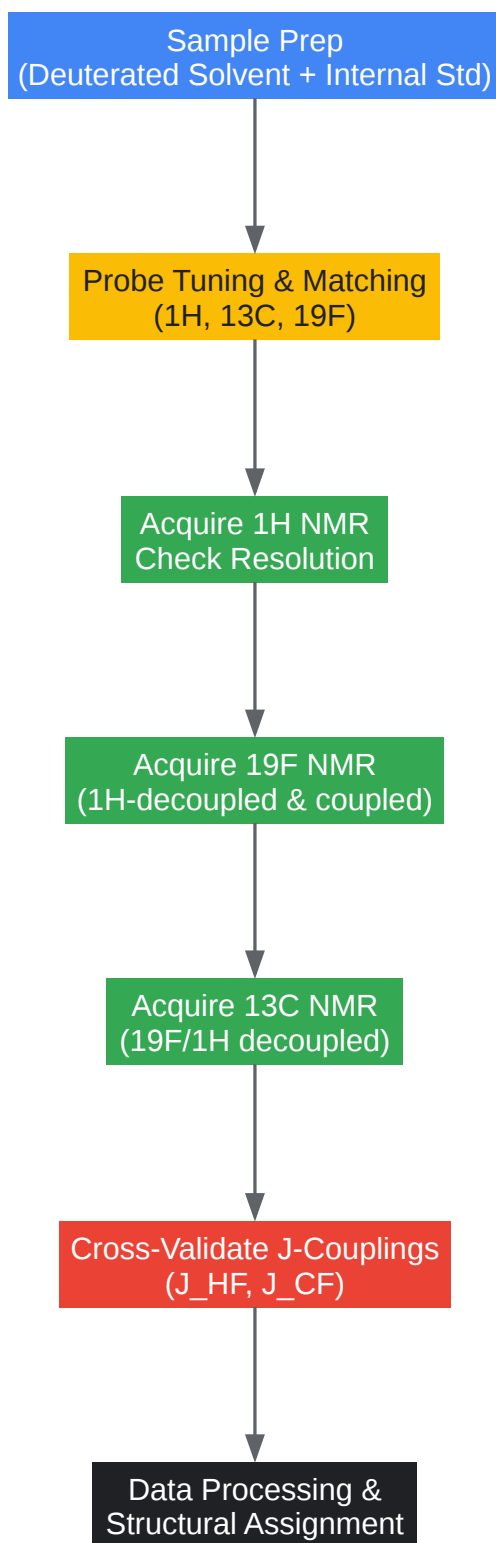 Sample Prep
(Deuterated Solvent + Internal Std)
Probe Tuning & Matching
(1H, 13C, 19F)
Acquire 1H NMR
Check Resolution
Acquire 19F NMR
(1H-decoupled & coupled)
Acquire 13C NMR
(19F/1H decoupled)
Cross-Validate J-Couplings
(J_HF, J_CF)
Data Processing &
Structural Assignment